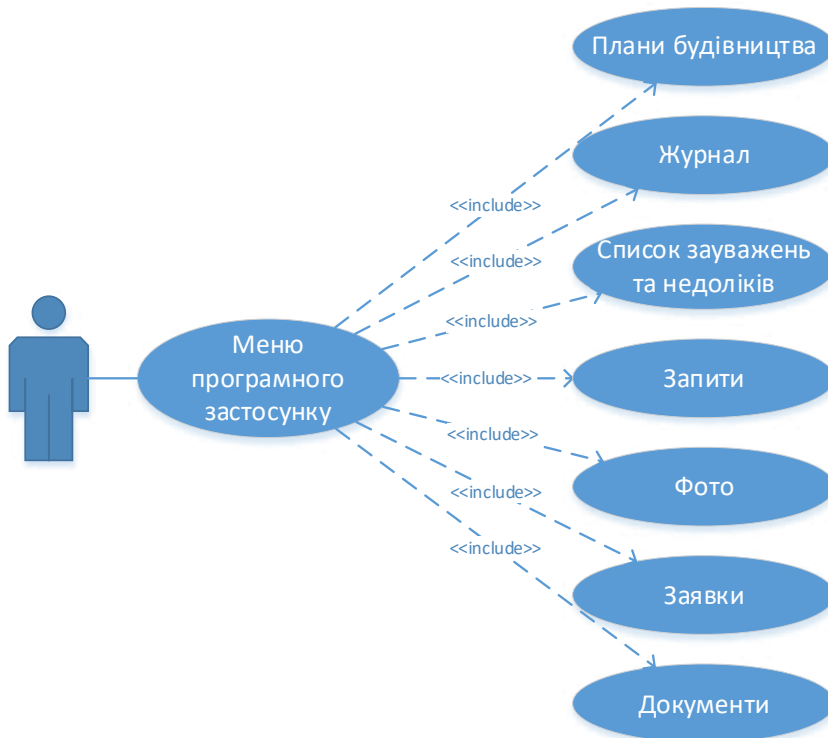 Плани будівництва
Журнал
<<include>>
<<include>>
Список зауважень
та недоліків
<<include>>
Меню
програмного
застосунку
<<include>>
Запити
<<include>>
Фото
<<include>>
<<include>>
Заявки
Документи